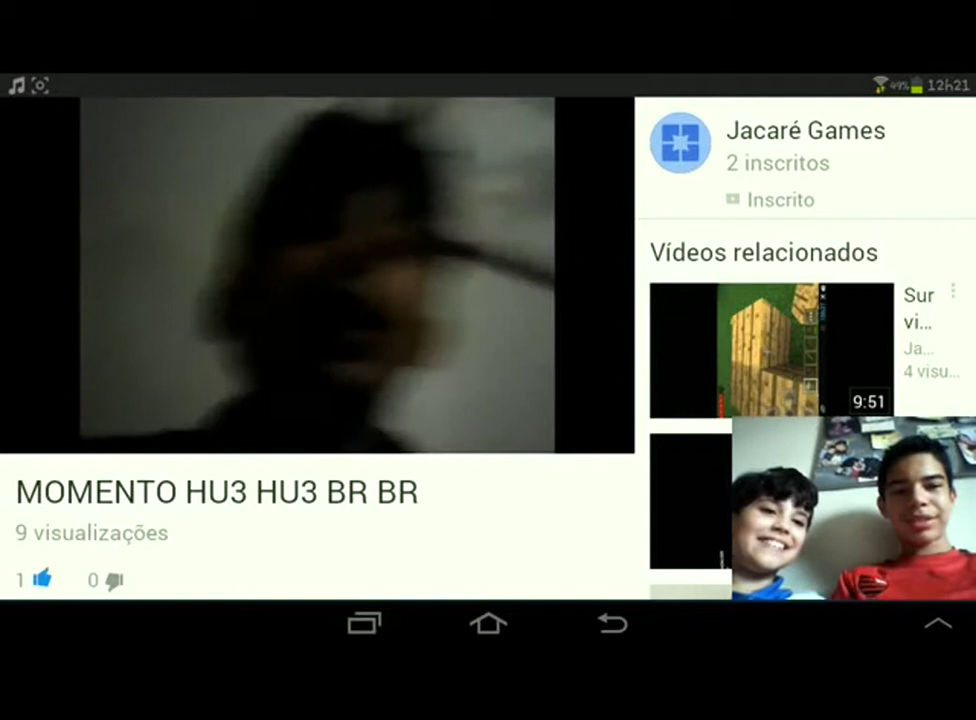 49% 12h21
Jacaré Games
2 inscritos
Inscrito
Vídeos relacionados
Sur
vi...
Ja...
4 visu...
9:51
MOMENTO HU3 HU3 BR BR
9 visualizações
1 0